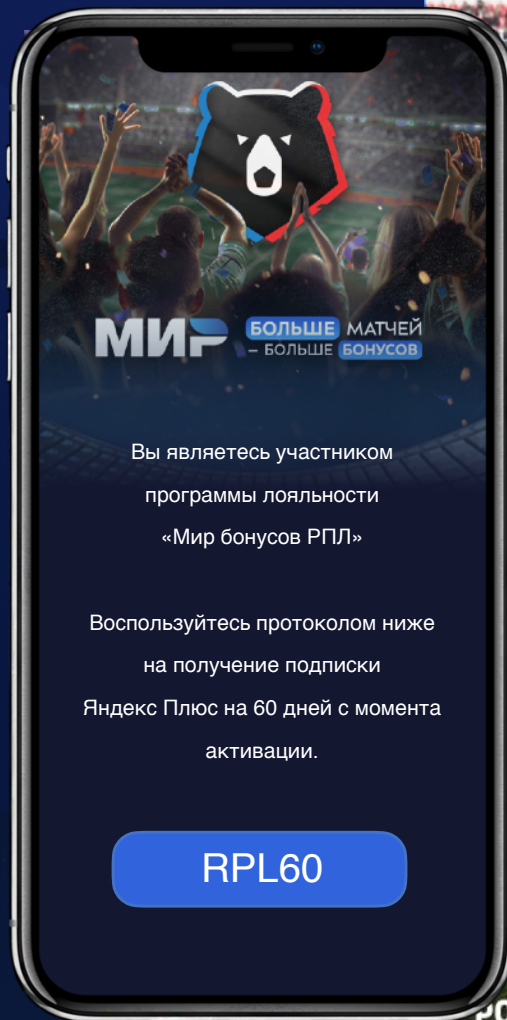 МИР
БОЛЬШЕ МАТЧЕЙ
– БОЛЬШЕ БОНУСОВ
Вы являетесь участником
программы лояльности
«Мир бонусов РПЛ»
Воспользуйтесь протоколом ниже
на получение подписки
Яндекс Плюс на 60 дней с момента
активации.
RPL60